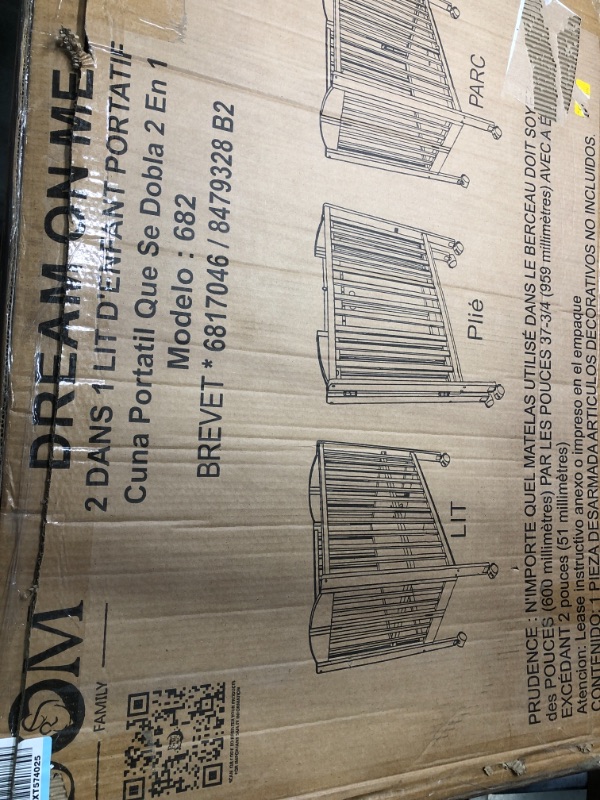 DREAM ON ME
2 DANS 1 LIT D'ENFANT PORTATIF
Cuna Portatil Que Se Dobla 2 En 1
Modelo : 682
BREVET * 6817046 / 8479328 B2
OM
FAMILY
XT574025
LIT
Plié
PARC
PRUDENCE : N'IMPORTE QUEL MATELAS UTILISÉ DANS LE BERCEAU DOIT SOY
des POUCES (600 millimètres) PAR LES POUCES 37-3/4 (959 millimètres) AVEC A É
EXCÉDANT 2 pouces (51 millimètres)
Atencion: Lease instructivo anexo o impreso en el empaque
CONTENIDO: 1 PIEZA DESARMADA ARTICULOS DECORATIVOS NO INCLUIDOS